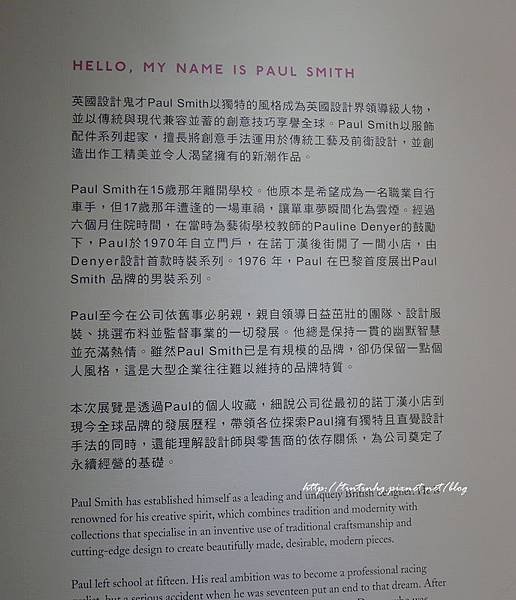 HELLO, MY NAME IS PAUL SMITH
英國設計鬼才Paul Smith以獨特的風格成為英國設計界領導級人物，
並以傳統與現代兼容並蓄的創意技巧享譽全球。Paul Smith以服飾
配件系列起家，擅長將創意手法運用於傳統工藝及前衛設計，並創
造出作工精美並令人渴望擁有的新潮作品。
Paul Smith在15歲那年離開學校。他原本是希望成為一名職業自行
車手，但17歲那年遭逢的一場車禍，讓單車夢瞬間化為雲煙。經過
六個月住院時間，在當時為藝術學校教師的Pauline Denyer的鼓勵
下，Paul於1970年自立門戶，在諾丁漢後街開了一間小店，由
Denyer設計首款時裝系列。1976 年，Paul 在巴黎首度展出Paul
Smith 品牌的男裝系列。
Paul至今在公司依舊事必躬親，親自領導日益茁壯的團隊、設計服
裝、挑選布料並監督事業的一切發展。他總是保持一貫的幽默智慧
並充滿熱情。雖然Paul Smith已是有規模的品牌，卻仍保留一點個
人風格，這是大型企業往往難以維持的品牌特質。
本次展覽是透過Paul的個人收藏，細說公司從最初的諾丁漢小店到
現今全球品牌的發展歷程，帶領各位探索Paul擁有獨特且直覺設計
手法的同時，還能理解設計師與零售商的依存關係，為公司奠定了
永續經營的基礎。
http://tintinhg.pixnet.net/blog
Paul Smith has established himself as a leading and uniquely British designer. He is
renowned for his creative spirit, which combines tradition and modernity with
collections that specialise in an inventive use of traditional craftsmanship and
cutting-edge design to create beautifully made, desirable, modern pieces.
Paul left school at fifteen. His real ambition was to become a professional racing
cyclist, but a serious accident when he was seventeen put an end to that dream. After